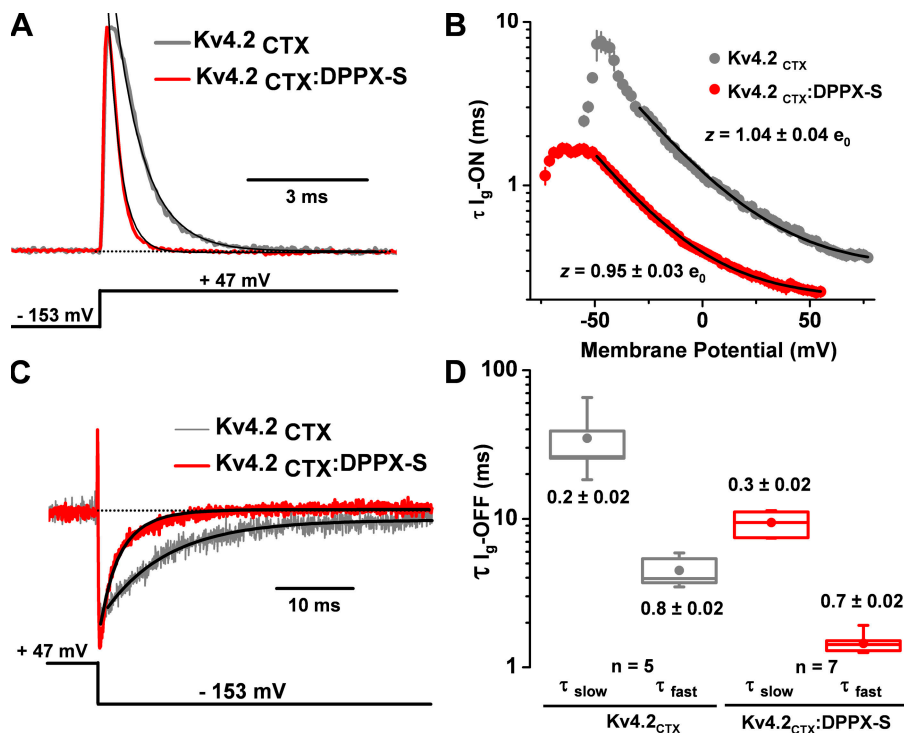 A
Kv4.2 CTX
Kv4.2 CTX:DPPX-S
3 ms
+ 47 mV
- 153 mV
B
τ Ig-ON (ms)
10
1
Kv4.2 CTX
Kv4.2 CTX:DPPX-S
z = 1.04 ± 0.04 e0
z = 0.95 ± 0.03 e0
-50
0
50
Membrane Potential (mV)
C
Kv4.2 CTX
Kv4.2 CTX:DPPX-S
10 ms
+ 47 mV
- 153 mV
D
τ Ig-OFF (ms)
100
10
1
0.2 ± 0.02
0.8 ± 0.02
0.3 ± 0.02
0.7 ± 0.02
n = 5
n = 7
τ slow
τ fast
τ slow
τ fast
Kv4.2CTX
Kv4.2CTX:DPPX-S